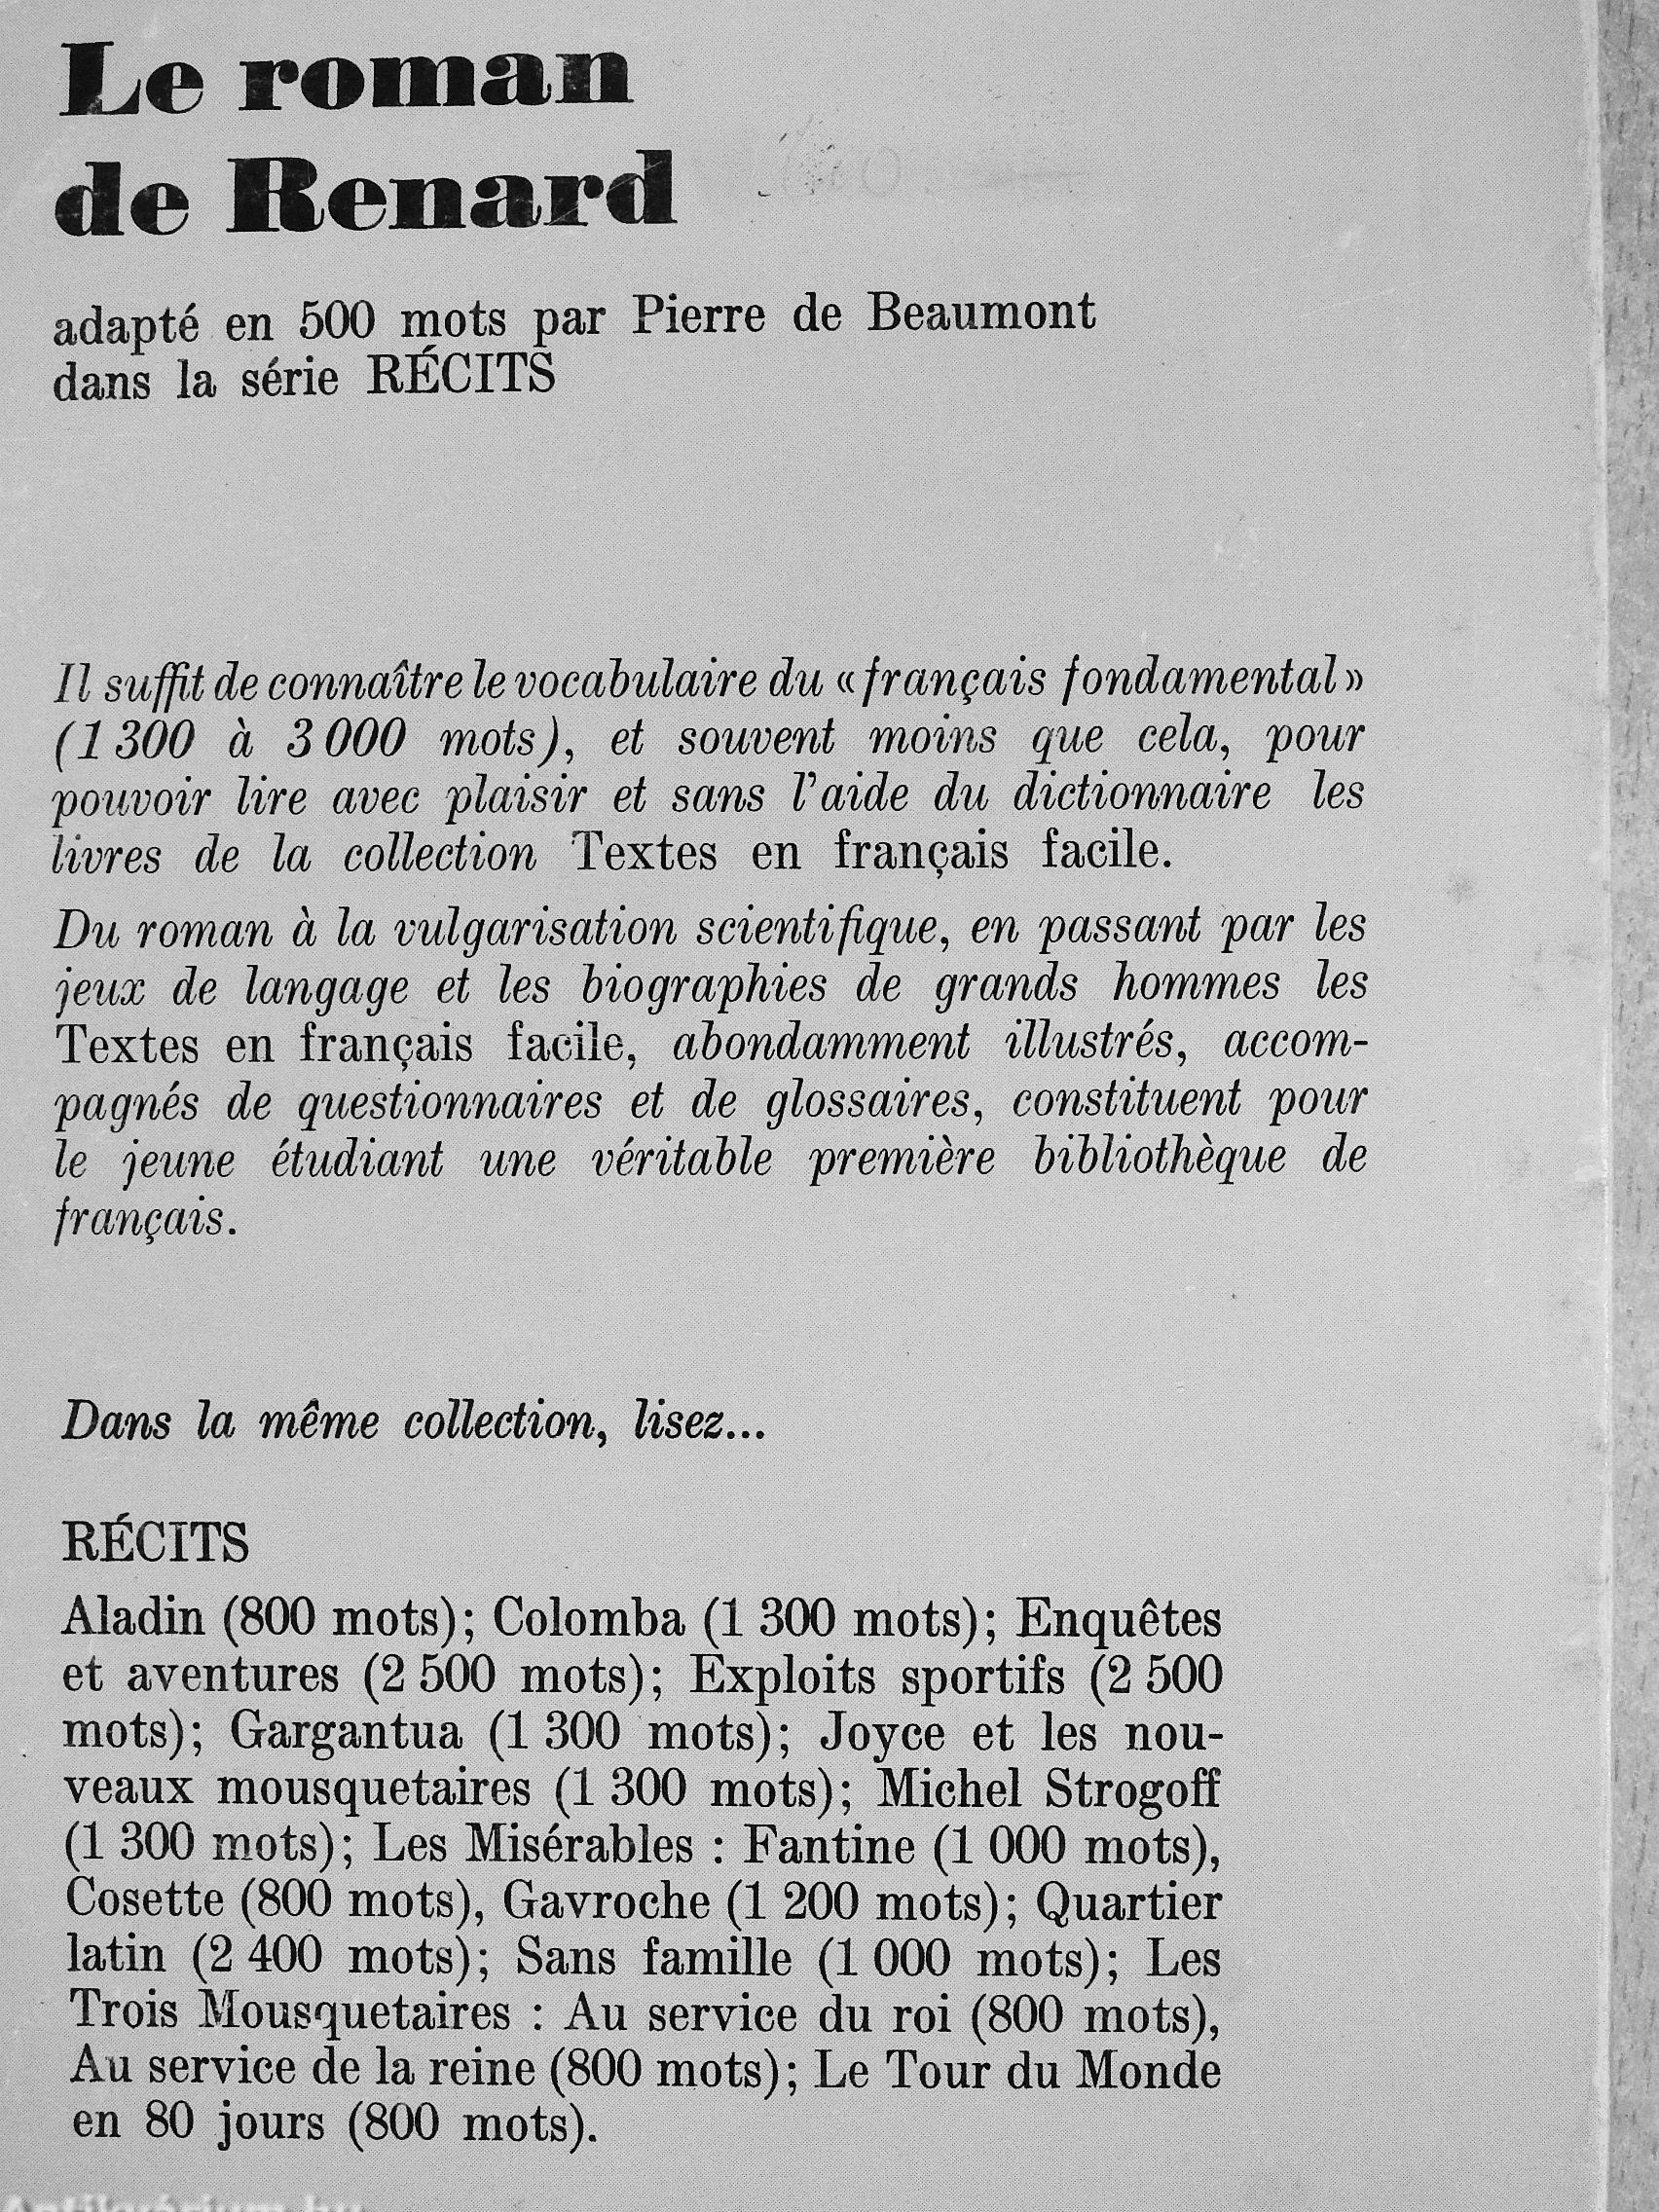 Le roman
de Renard
adapté en 500 mots par Pierre de Beaumont
dans la série RÉCITS
Il suffit de connaître le vocabulaire du « français fondamental »
(1 300 à 3 000 mots), et souvent moins que cela, pour
pouvoir lire avec plaisir et sans l'aide du dictionnaire les
livres de la collection Textes en français facile.
Du roman à la vulgarisation scientifique, en passant par les
jeux de langage et les biographies de grands hommes les
Textes en français facile, abondamment illustrés, accom-
pagnés de questionnaires et de glossaires, constituent pour
le jeune étudiant une véritable première bibliothèque de
français.
Dans la même collection, lisez...
RÉCITS
Aladin (800 mots); Colomba (1 300 mots); Enquêtes
et aventures (2 500 mots); Exploits sportifs (2 500
mots); Gargantua (1 300 mots); Joyce et les nou-
veaux mousquetaires (1 300 mots); Michel Strogoff
(1 300 mots); Les Misérables : Fantine (1 000 mots),
Cosette (800 mots), Gavroche (1 200 mots); Quartier
latin (2 400 mots); Sans famille (1 000 mots); Les
Trois Mousquetaires : Au service du roi (800 mots),
Au service de la reine (800 mots); Le Tour du Monde
en 80 jours (800 mots).